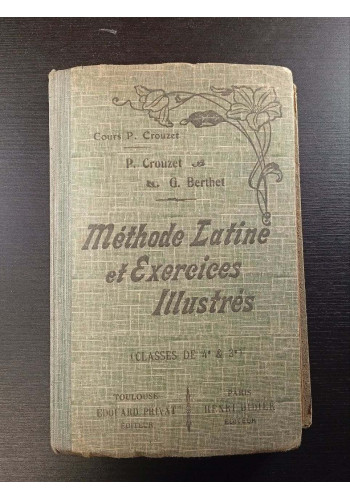 Cours P. Crouzet
P. Crouzet
G. Berthet
Méthode Latine
et Exercices
Illustrés
(CLASSES DE 4e & 3e)
TOULOUSE
EDOUARD PRIVAT
ÉDITEUR
PARIS
HENRI DIDIER
ÉDITEUR